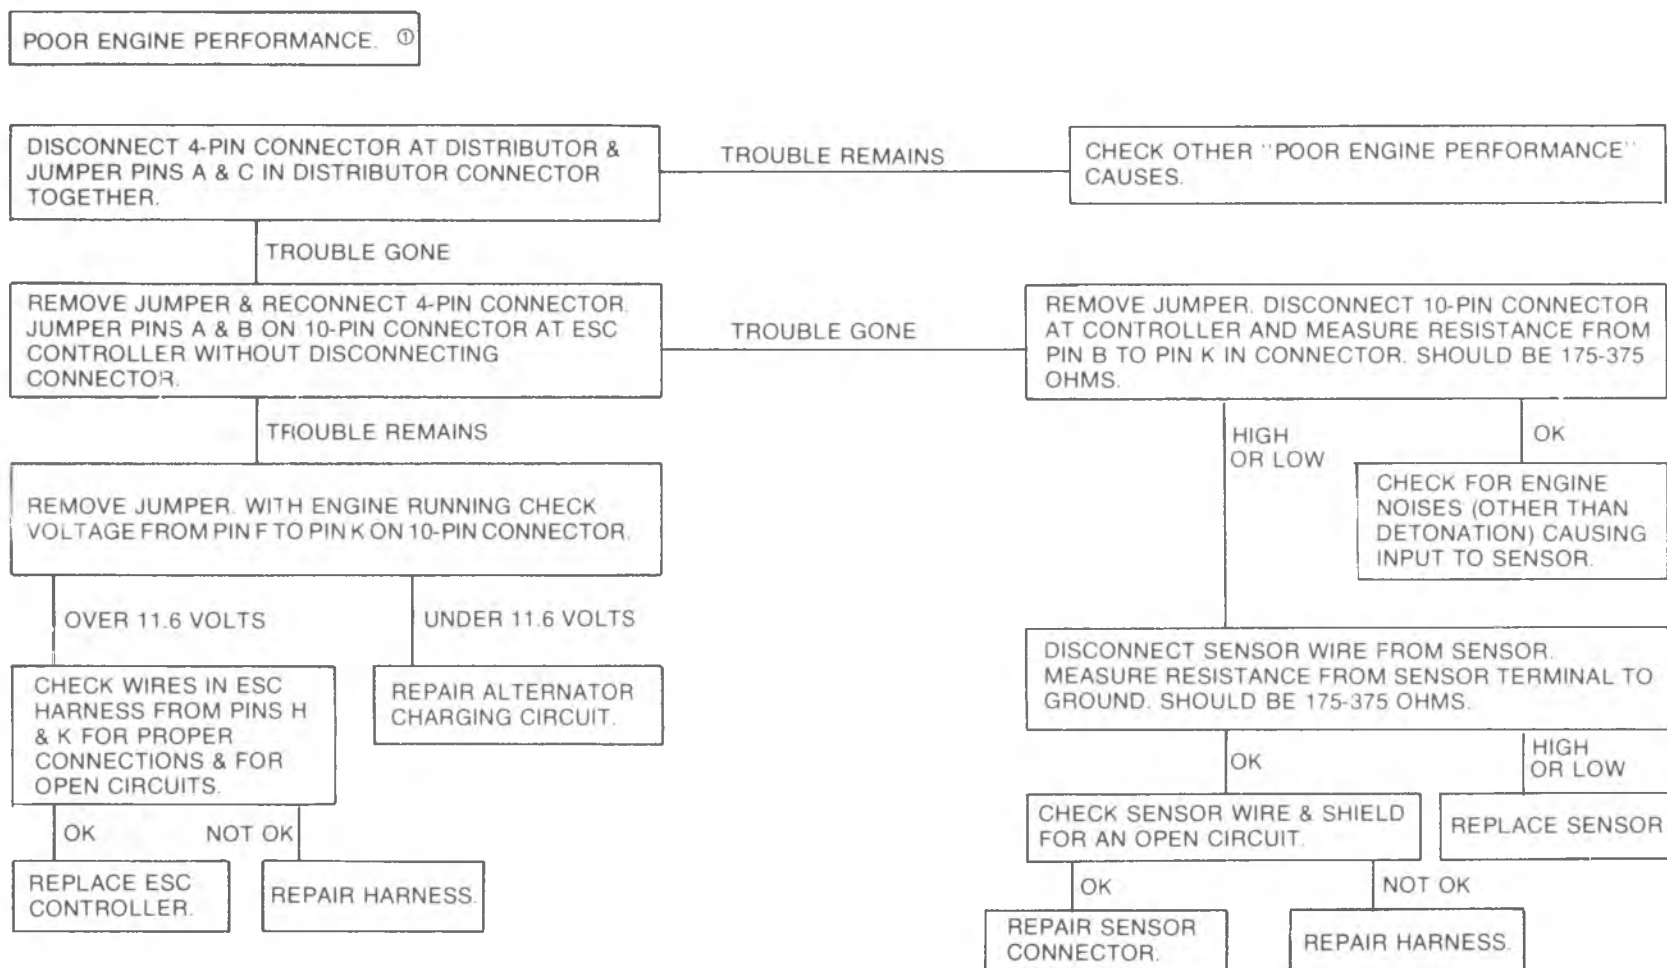 POOR ENGINE PERFORMANCE. ①
DISCONNECT 4-PIN CONNECTOR AT DISTRIBUTOR &
JUMPER PINS A & C IN DISTRIBUTOR CONNECTOR
TOGETHER.
TROUBLE REMAINS
CHECK OTHER "POOR ENGINE PERFORMANCE"
CAUSES.
TROUBLE GONE
REMOVE JUMPER & RECONNECT 4-PIN CONNECTOR.
JUMPER PINS A & B ON 10-PIN CONNECTOR AT ESC
CONTROLLER WITHOUT DISCONNECTING
CONNECTOR.
TROUBLE GONE
REMOVE JUMPER. DISCONNECT 10-PIN CONNECTOR
AT CONTROLLER AND MEASURE RESISTANCE FROM
PIN B TO PIN K IN CONNECTOR. SHOULD BE 175-375
OHMS.
TROUBLE REMAINS
HIGH
OR LOW
OK
REMOVE JUMPER. WITH ENGINE RUNNING CHECK
VOLTAGE FROM PIN F TO PIN K ON 10-PIN CONNECTOR.
CHECK FOR ENGINE
NOISES (OTHER THAN
DETONATION) CAUSING
INPUT TO SENSOR.
OVER 11.6 VOLTS
UNDER 11.6 VOLTS
DISCONNECT SENSOR WIRE FROM SENSOR.
MEASURE RESISTANCE FROM SENSOR TERMINAL TO
GROUND. SHOULD BE 175-375 OHMS.
CHECK WIRES IN ESC
HARNESS FROM PINS H
& K FOR PROPER
CONNECTIONS & FOR
OPEN CIRCUITS.
REPAIR ALTERNATOR
CHARGING CIRCUIT.
OK
HIGH
OR LOW
CHECK SENSOR WIRE & SHIELD
FOR AN OPEN CIRCUIT.
REPLACE SENSOR
OK
NOT OK
REPLACE ESC
CONTROLLER.
REPAIR HARNESS.
OK
NOT OK
REPAIR SENSOR
CONNECTOR.
REPAIR HARNESS.